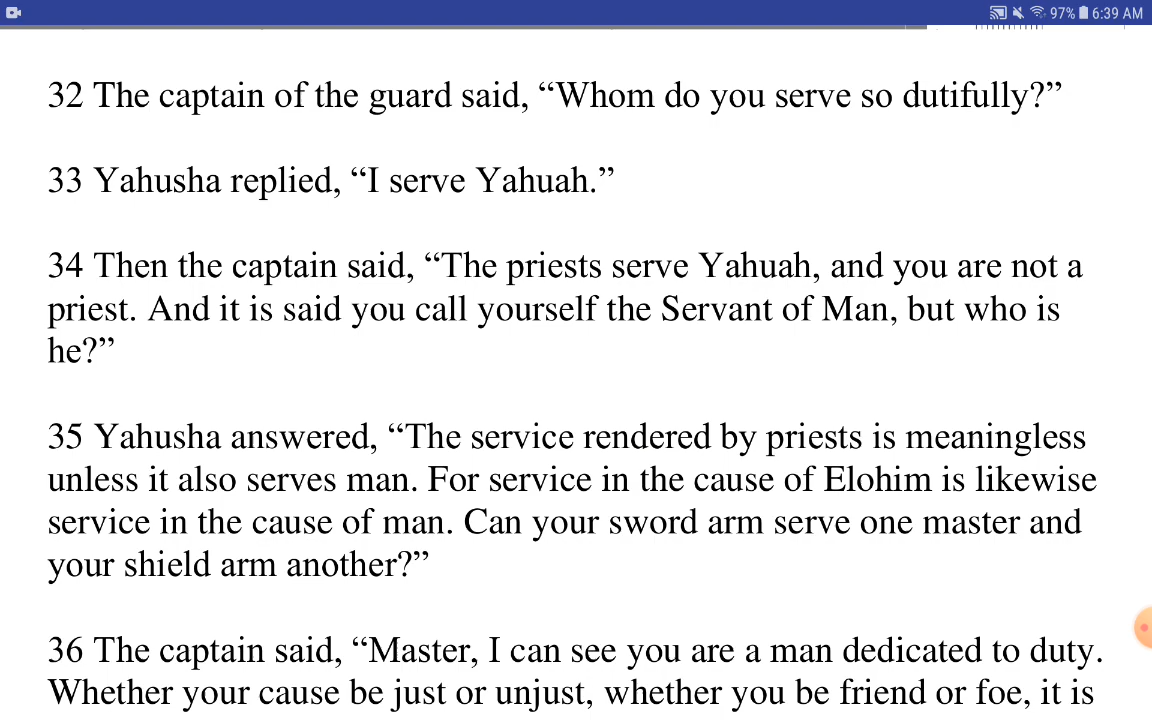 97% 6:39 AM
32 The captain of the guard said, “Whom do you serve so dutifully?”
33 Yahusha replied, “I serve Yahuah.”
34 Then the captain said, “The priests serve Yahuah, and you are not a
priest. And it is said you call yourself the Servant of Man, but who is
he?”
35 Yahusha answered, “The service rendered by priests is meaningless
unless it also serves man. For service in the cause of Elohim is likewise
service in the cause of man. Can your sword arm serve one master and
your shield arm another?”
36 The captain said, “Master, I can see you are a man dedicated to duty.
Whether your cause be just or unjust, whether you be friend or foe, it is